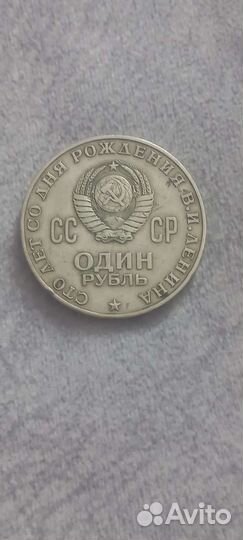 СТО ЛЕТ СО ДНЯ РОЖДЕНИЯ В.И.ЛЕНИНА
СС СР
ОДИН
РУБЛЬ
Avito